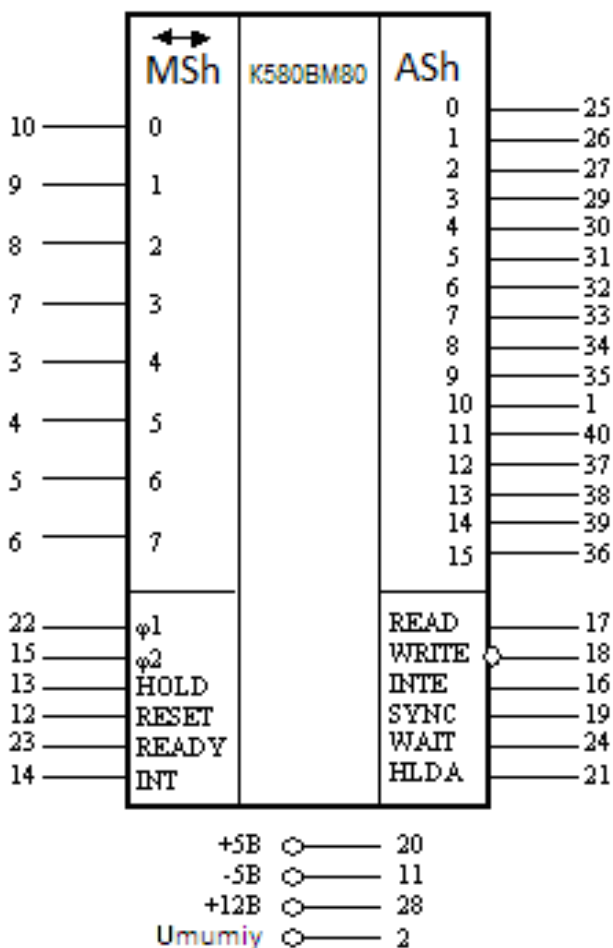 MSh K580BM80 ASh
0 25
10 0
1 26
2 27
9 1
3 29
4 30
8 2
5 31
6 32
7 3
7 33
8 34
3 4
9 35
10 1
4 5
11 40
12 37
5 6
13 38
14 39
6 7
15 36
22 φ1 READ 17
15 φ2 WRITE 18
13 HOLD INTE 16
12 RESET SYNC 19
23 READY WAIT 24
14 INT HLDA 21
+5B 20
-5B 11
+12B 28
Umumiy 2